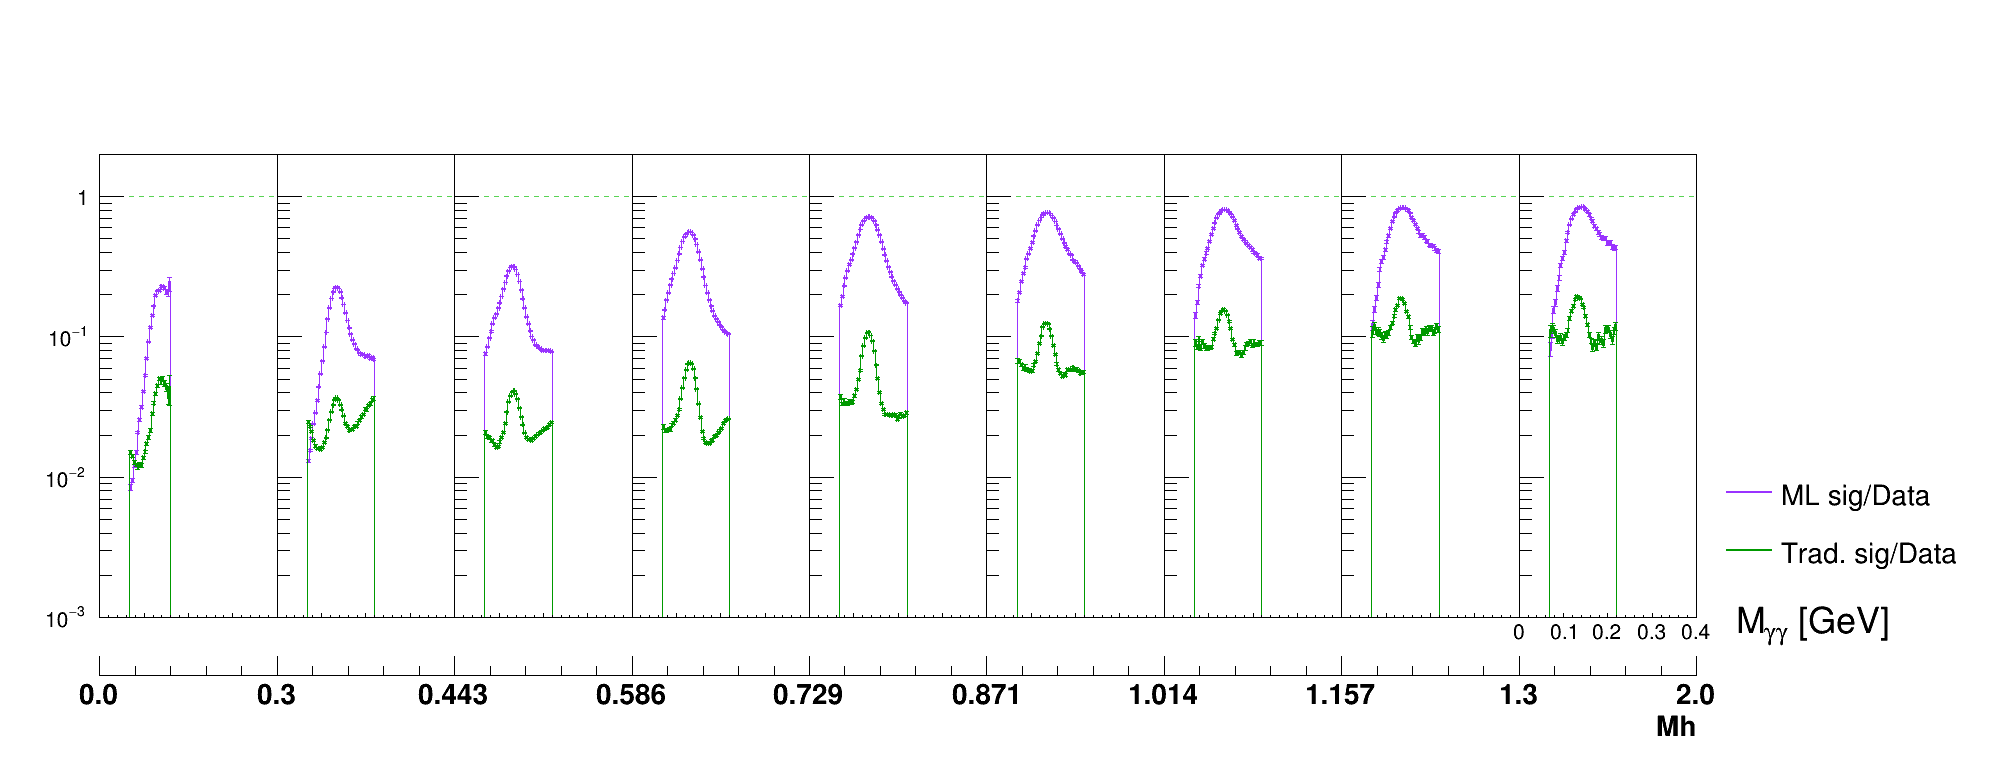 1
10⁻¹
10⁻²
10⁻³
ML sig/Data
Trad. sig/Data
0 0.1 0.2 0.3 0.4
Mγγ [GeV]
0.0 0.3 0.443 0.586 0.729 0.871 1.014 1.157 1.3 2.0
Mh